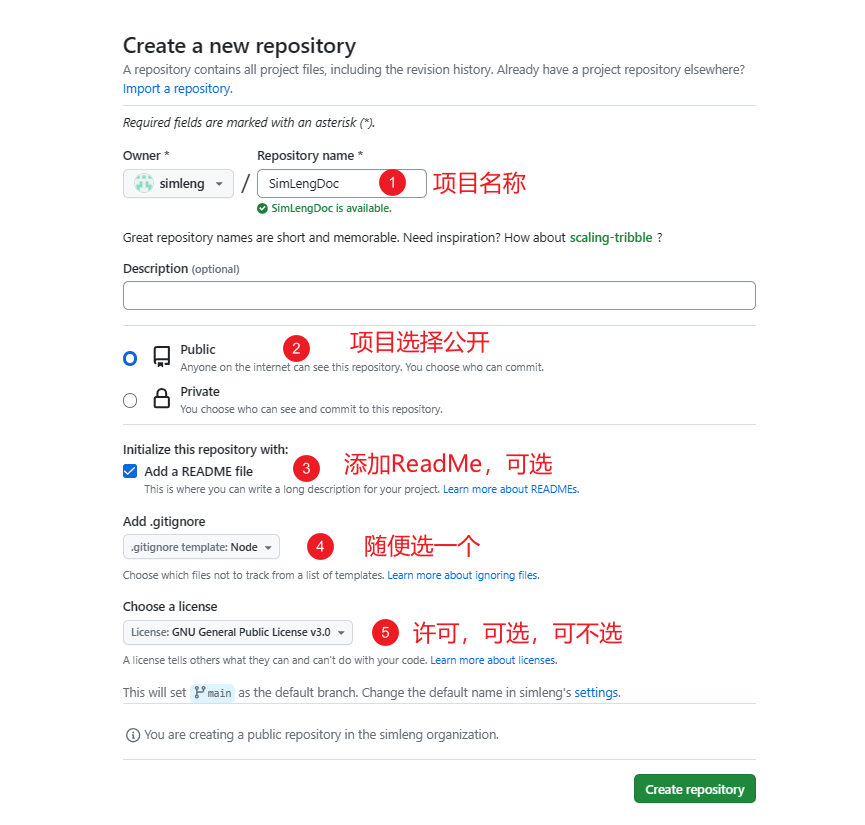 Create a new repository
A repository contains all project files, including the revision history. Already have a project repository elsewhere?
Import a repository.
Required fields are marked with an asterisk (*).
Owner * Repository name *
simleng / SimLengDoc 1 项目名称
SimLengDoc is available.
Great repository names are short and memorable. Need inspiration? How about scaling-tribble ?
Description (optional)
Public 2 项目选择公开
Anyone on the internet can see this repository. You choose who can commit.
Private
You choose who can see and commit to this repository.
Initialize this repository with:
Add a README file 3 添加ReadMe，可选
This is where you can write a long description for your project. Learn more about READMEs.
Add .gitignore
.gitignore template: Node 4 随便选一个
Choose which files not to track from a list of templates. Learn more about ignoring files.
Choose a license
License: GNU General Public License v3.0 5 许可，可选，可不选
A license tells others what they can and can't do with your code. Learn more about licenses.
This will set main as the default branch. Change the default name in simleng's settings.
You are creating a public repository in the simleng organization.
Create repository